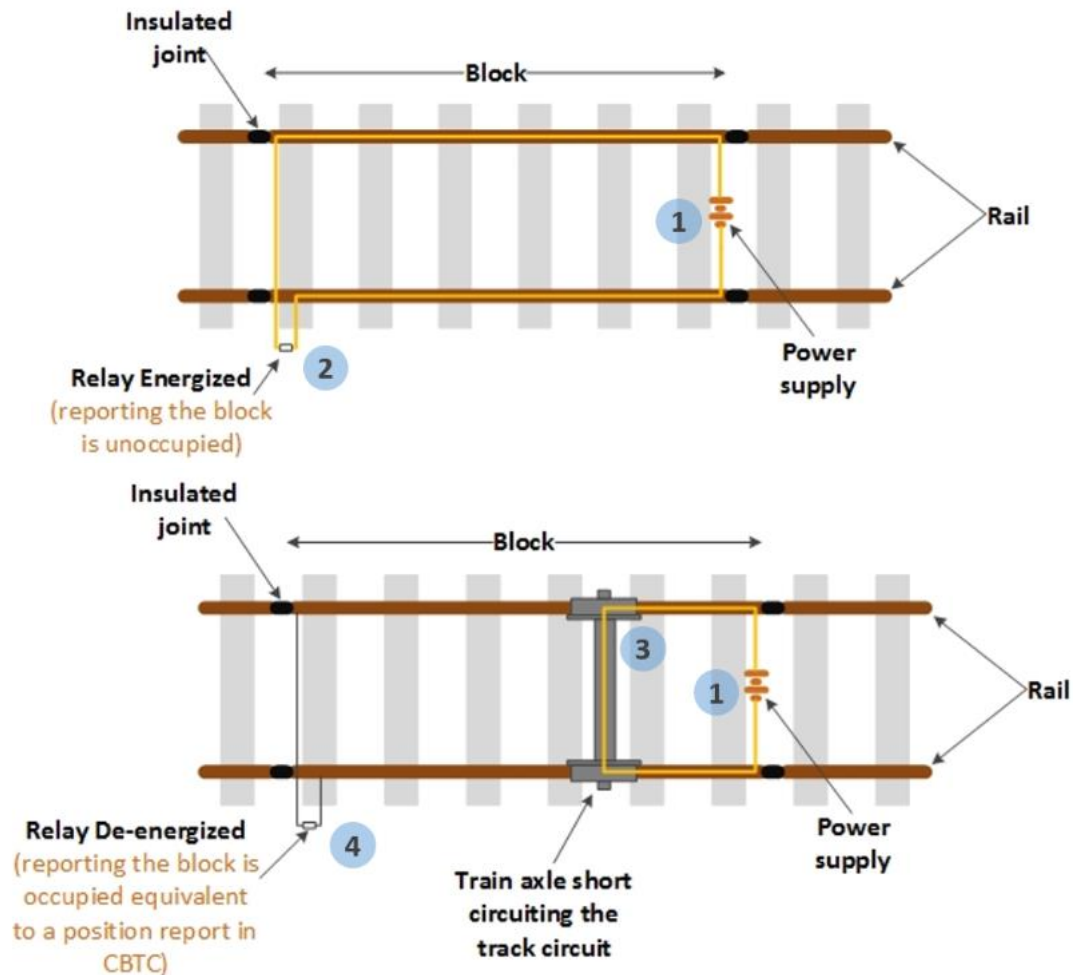 Insulated
joint
Block
1
Rail
Power
supply
2
Relay Energized
(reporting the block
is unoccupied)
Insulated
joint
Block
3
1
Rail
Relay De-energized
(reporting the block is
occupied equivalent
to a position report in
CBTC)
4
Train axle short
circuiting the
track circuit
Power
supply